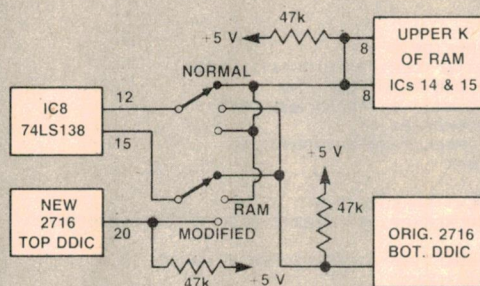 47k
+5 V
8
8
UPPER K
OF RAM
ICs 14 & 15
NORMAL
IC8
74LS138
12
15
+5 V
47k
RAM
MODIFIED
NEW
2716
TOP DDIC
20
47k
+5 V
ORIG. 2716
BOT. DDIC